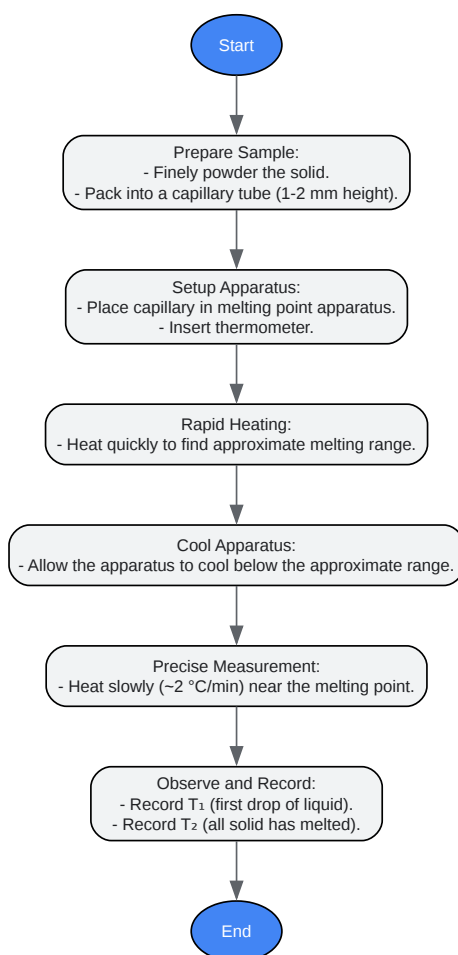 Start
Prepare Sample:
- Finely powder the solid.
- Pack into a capillary tube (1-2 mm height).
Setup Apparatus:
- Place capillary in melting point apparatus.
- Insert thermometer.
Rapid Heating:
- Heat quickly to find approximate melting range.
Cool Apparatus:
- Allow the apparatus to cool below the approximate range.
Precise Measurement:
- Heat slowly (~2 °C/min) near the melting point.
Observe and Record:
- Record T₁ (first drop of liquid).
- Record T₂ (all solid has melted).
End